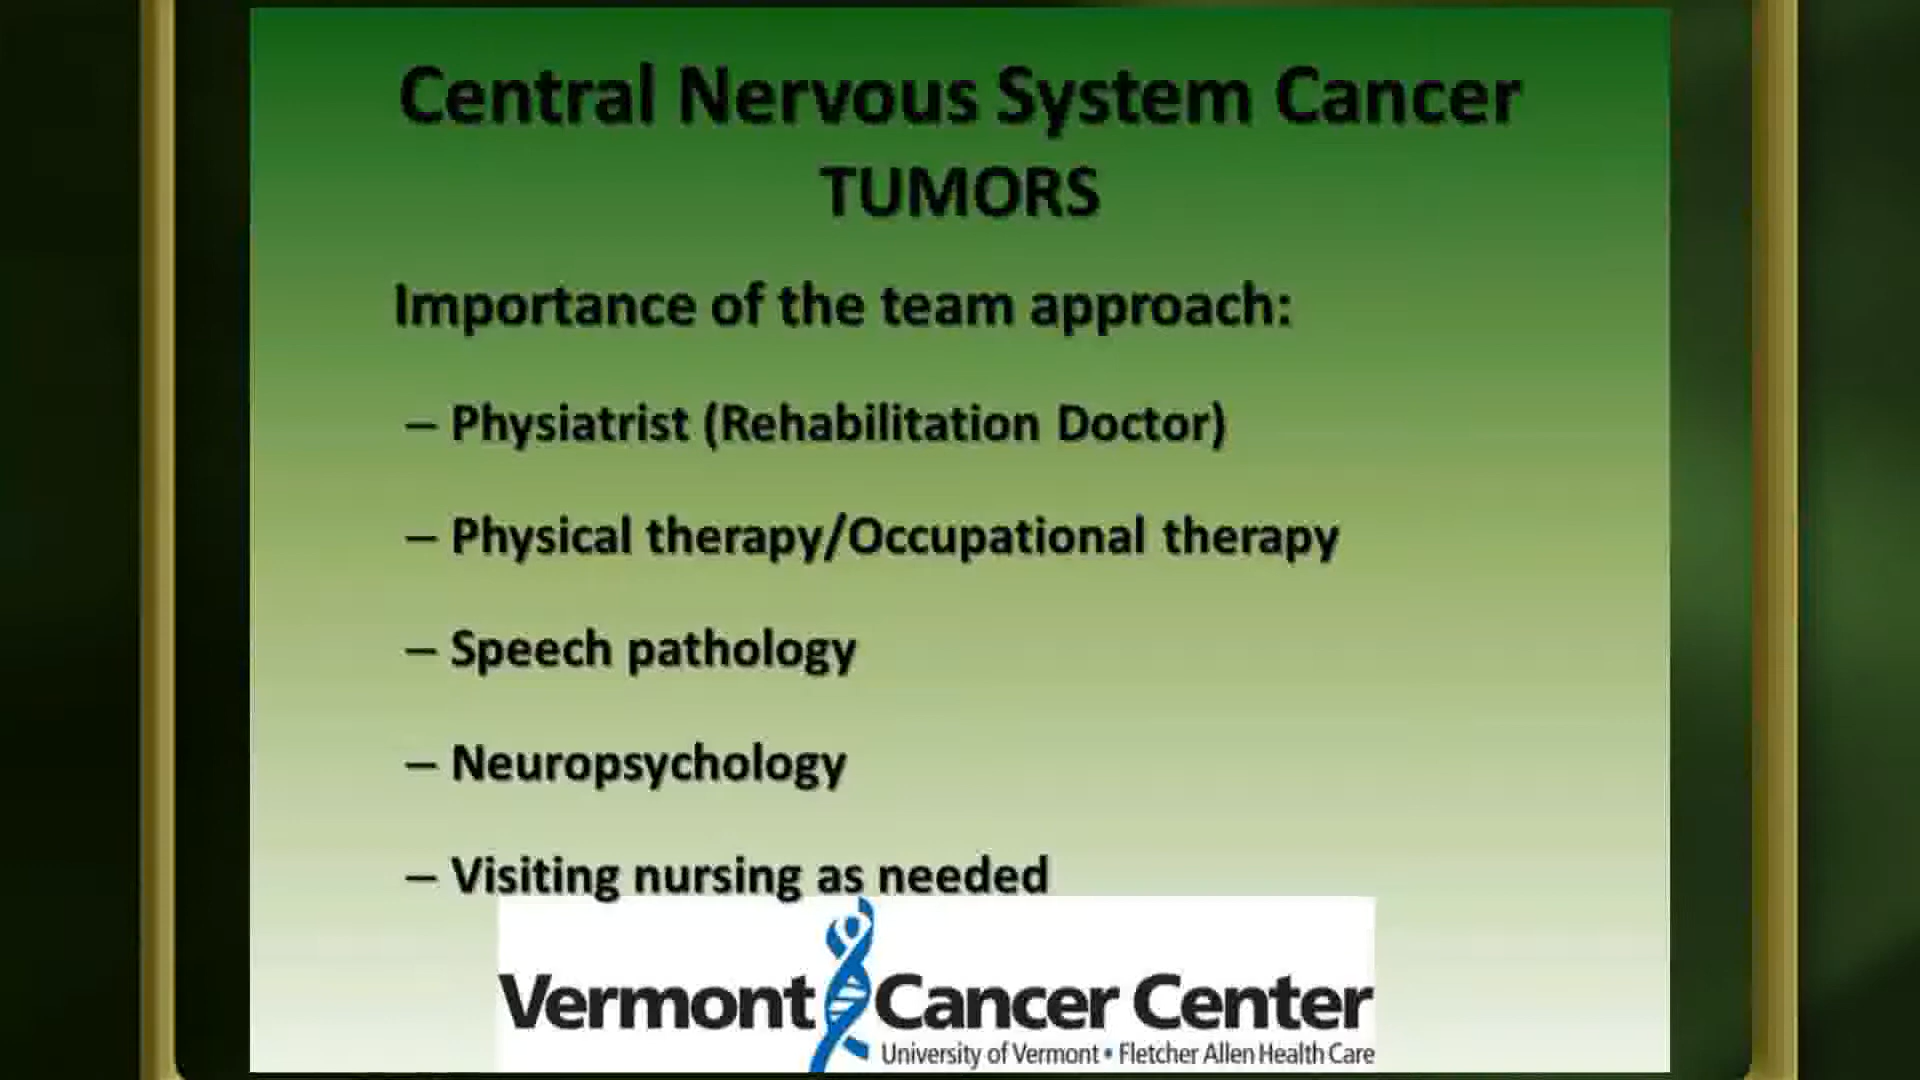 Central Nervous System Cancer
TUMORS
Importance of the team approach:
– Physiatrist (Rehabilitation Doctor)
– Physical therapy/Occupational therapy
– Speech pathology
– Neuropsychology
– Visiting nursing as needed
Vermont Cancer Center
University of Vermont • Fletcher Allen Health Care